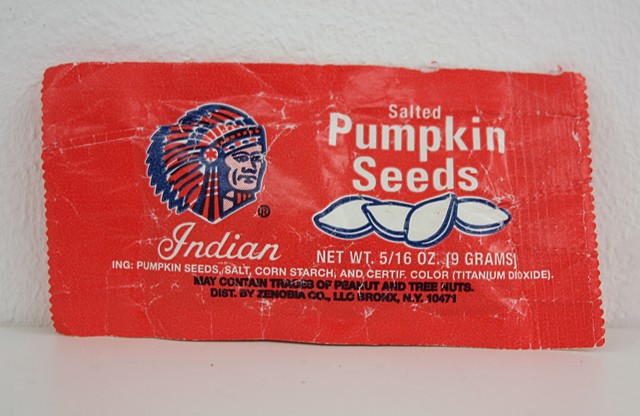 Salted
Pumpkin
Seeds
®
Indian
NET WT. 5/16 OZ. (9 GRAMS)
ING: PUMPKIN SEEDS, SALT, CORN STARCH, AND CERTIF. COLOR (TITANIUM DIOXIDE).
MAY CONTAIN TRACES OF PEANUT AND TREE NUTS.
DIST. BY ZENOBIA CO., LLC BRONX, N.Y. 10471